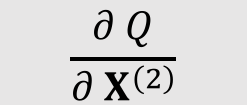 ∂ Q
∂ X^(2)